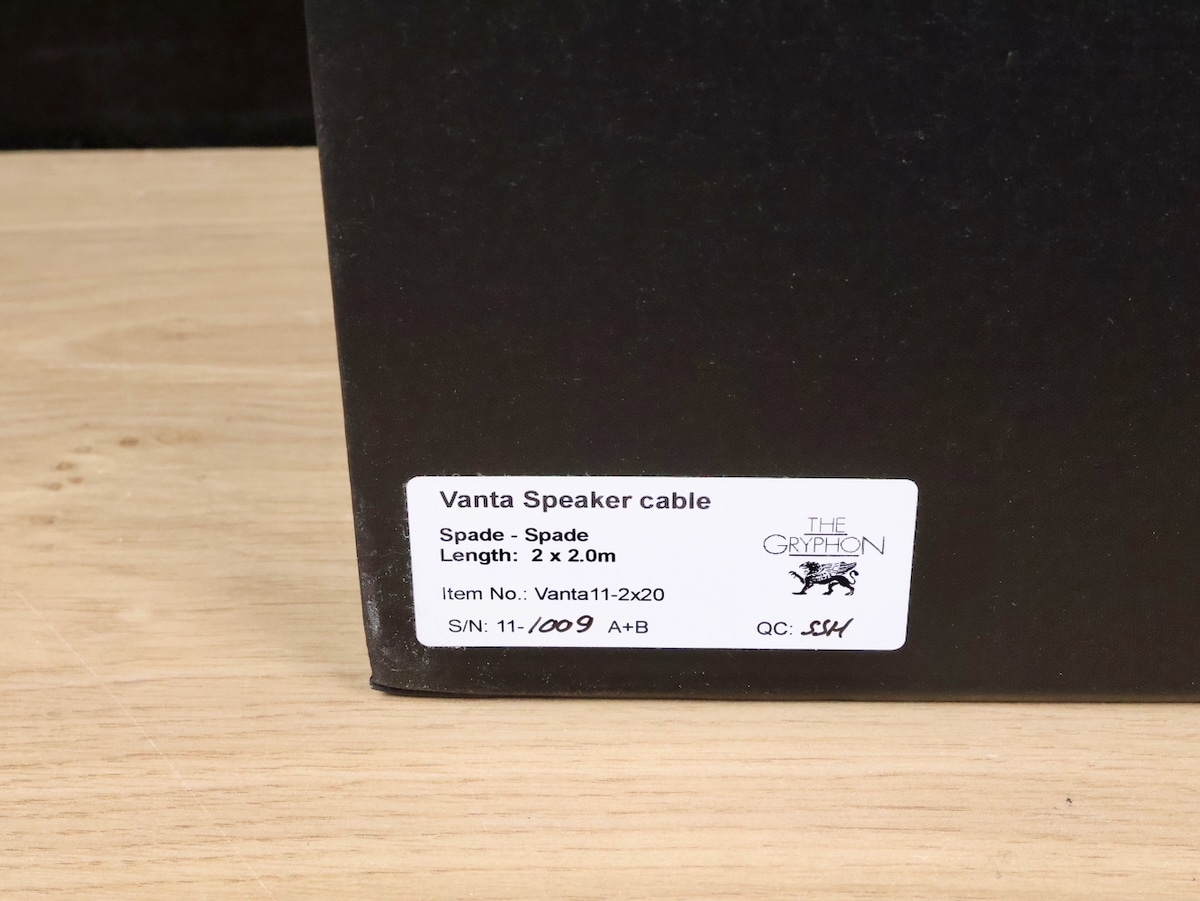 Vanta Speaker cable
Spade - Spade
Length: 2 x 2.0m
THE
GRYPHON
Item No.: Vanta11-2x20
S/N: 11-1009 A+B
QC: SSH